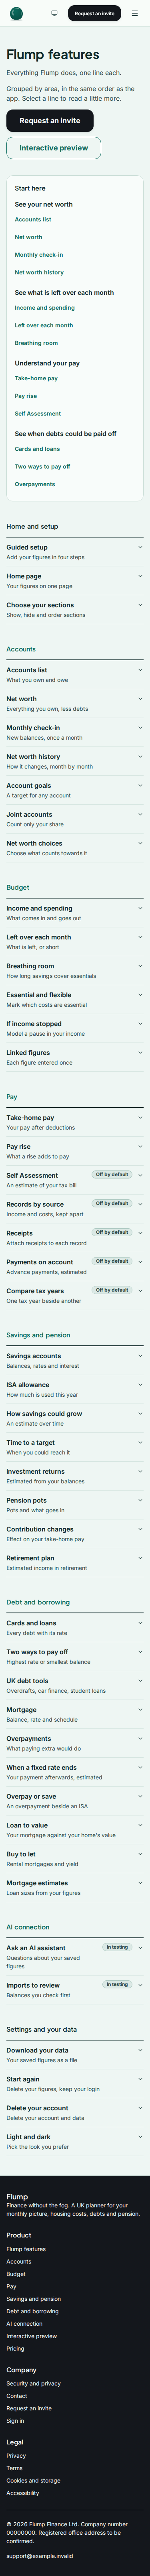 Request an invite
Flump features
Everything Flump does, one line each.
Grouped by area, in the same order as the
app. Select a line to read a little more.
Request an invite
Interactive preview
Start here
See your net worth
Accounts list
Net worth
Monthly check-in
Net worth history
See what is left over each month
Income and spending
Left over each month
Breathing room
Understand your pay
Take-home pay
Pay rise
Self Assessment
See when debts could be paid off
Cards and loans
Two ways to pay off
Overpayments
Home and setup
Guided setup
Add your figures in four steps
Home page
Your figures on one page
Choose your sections
Show, hide and order sections
Accounts
Accounts list
What you own and owe
Net worth
Everything you own, less debts
Monthly check-in
New balances, once a month
Net worth history
How it changes, month by month
Account goals
A target for any account
Joint accounts
Count only your share
Net worth choices
Choose what counts towards it
Budget
Income and spending
What comes in and goes out
Left over each month
What is left, or short
Breathing room
How long savings cover essentials
Essential and flexible
Mark which costs are essential
If income stopped
Model a pause in your income
Linked figures
Each figure entered once
Pay
Take-home pay
Your pay after deductions
Pay rise
What a rise adds to pay
Self Assessment
Off by default
An estimate of your tax bill
Records by source
Off by default
Income and costs, kept apart
Receipts
Off by default
Attach receipts to each record
Payments on account
Off by default
Advance payments, estimated
Compare tax years
Off by default
One tax year beside another
Savings and pension
Savings accounts
Balances, rates and interest
ISA allowance
How much is used this year
How savings could grow
An estimate over time
Time to a target
When you could reach it
Investment returns
Estimated from your balances
Pension pots
Pots and what goes in
Contribution changes
Effect on your take-home pay
Retirement plan
Estimated income in retirement
Debt and borrowing
Cards and loans
Every debt with its rate
Two ways to pay off
Highest rate or smallest balance
UK debt tools
Overdrafts, car finance, student loans
Mortgage
Balance, rate and schedule
Overpayments
What paying extra would do
When a fixed rate ends
Your payment afterwards, estimated
Overpay or save
An overpayment beside an ISA
Loan to value
Your mortgage against your home's value
Buy to let
Rental mortgages and yield
Mortgage estimates
Loan sizes from your figures
AI connection
Ask an AI assistant
In testing
Questions about your saved
figures
Imports to review
In testing
Balances you check first
Settings and your data
Download your data
Your saved figures as a file
Start again
Delete your figures, keep your login
Delete your account
Delete your account and data
Light and dark
Pick the look you prefer
Flump
Finance without the fog. A UK planner for your
monthly picture, housing costs, debts and pension.
Product
Flump features
Accounts
Budget
Pay
Savings and pension
Debt and borrowing
AI connection
Interactive preview
Pricing
Company
Security and privacy
Contact
Request an invite
Sign in
Legal
Privacy
Terms
Cookies and storage
Accessibility
© 2026 Flump Finance Ltd. Company number
00000000. Registered office address to be
confirmed.
support@example.invalid